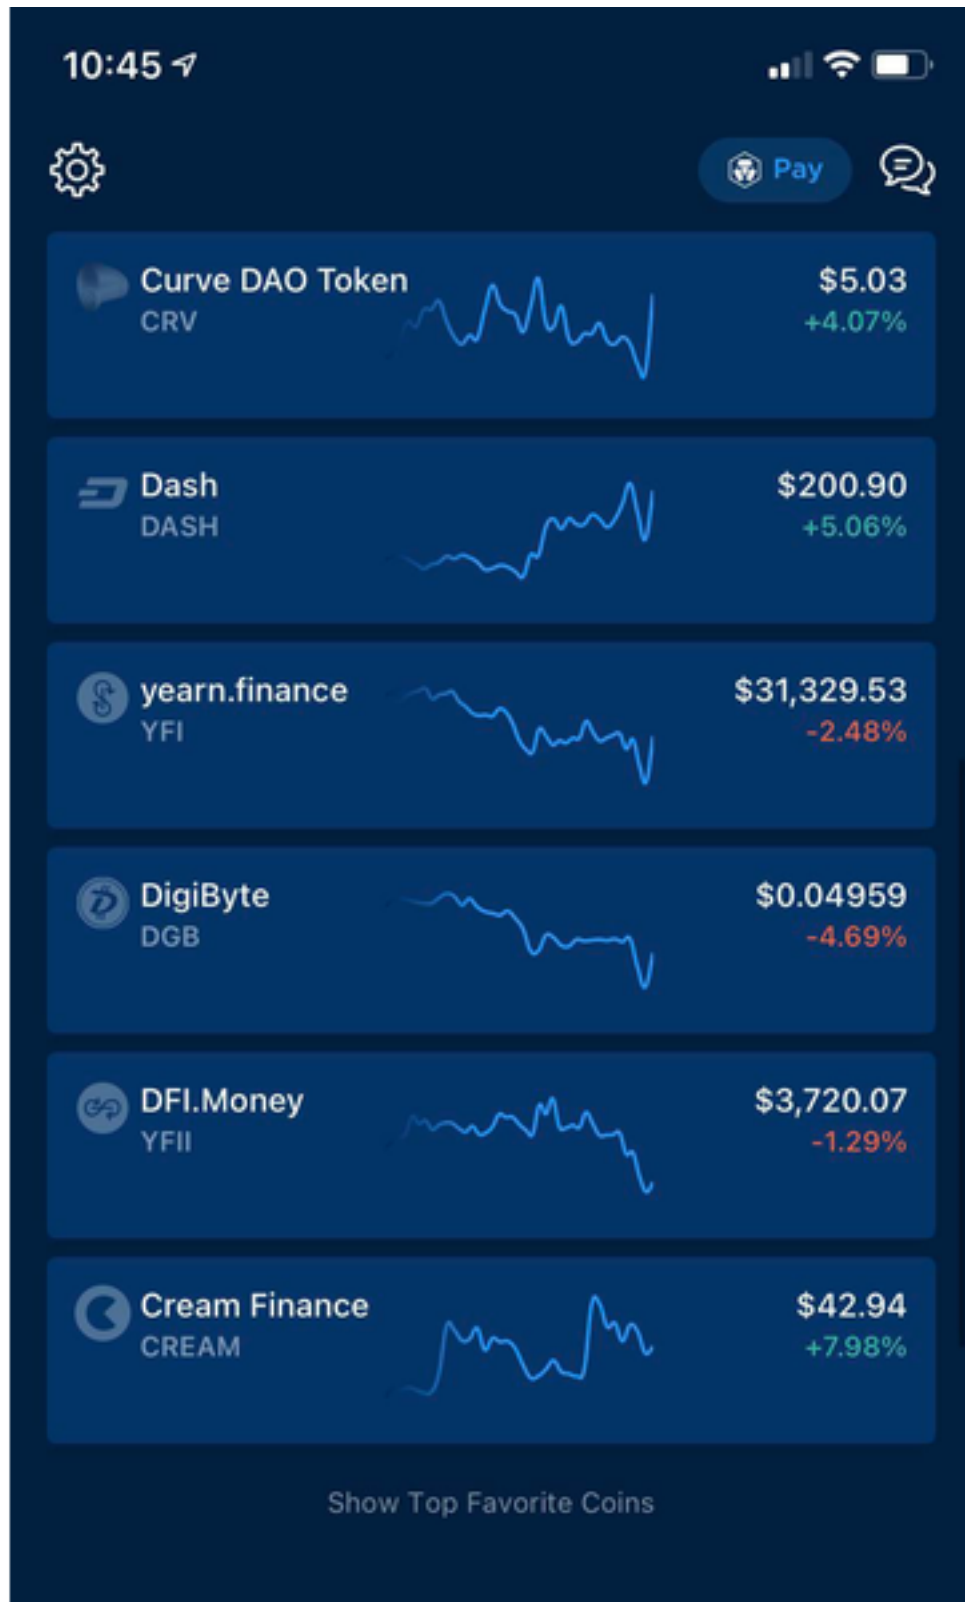 10:45
Pay
Curve DAO Token
CRV
$5.03
+4.07%
Dash
DASH
$200.90
+5.06%
yearn.finance
YFI
$31,329.53
-2.48%
DigiByte
DGB
$0.04959
-4.69%
DFI.Money
YFII
$3,720.07
-1.29%
Cream Finance
CREAM
$42.94
+7.98%
Show Top Favorite Coins